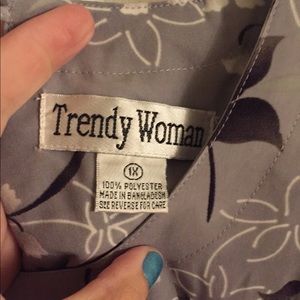 Trendy Woman
1X
100% POLYESTER
MADE IN BANGLADESH
SEE REVERSE FOR CARE